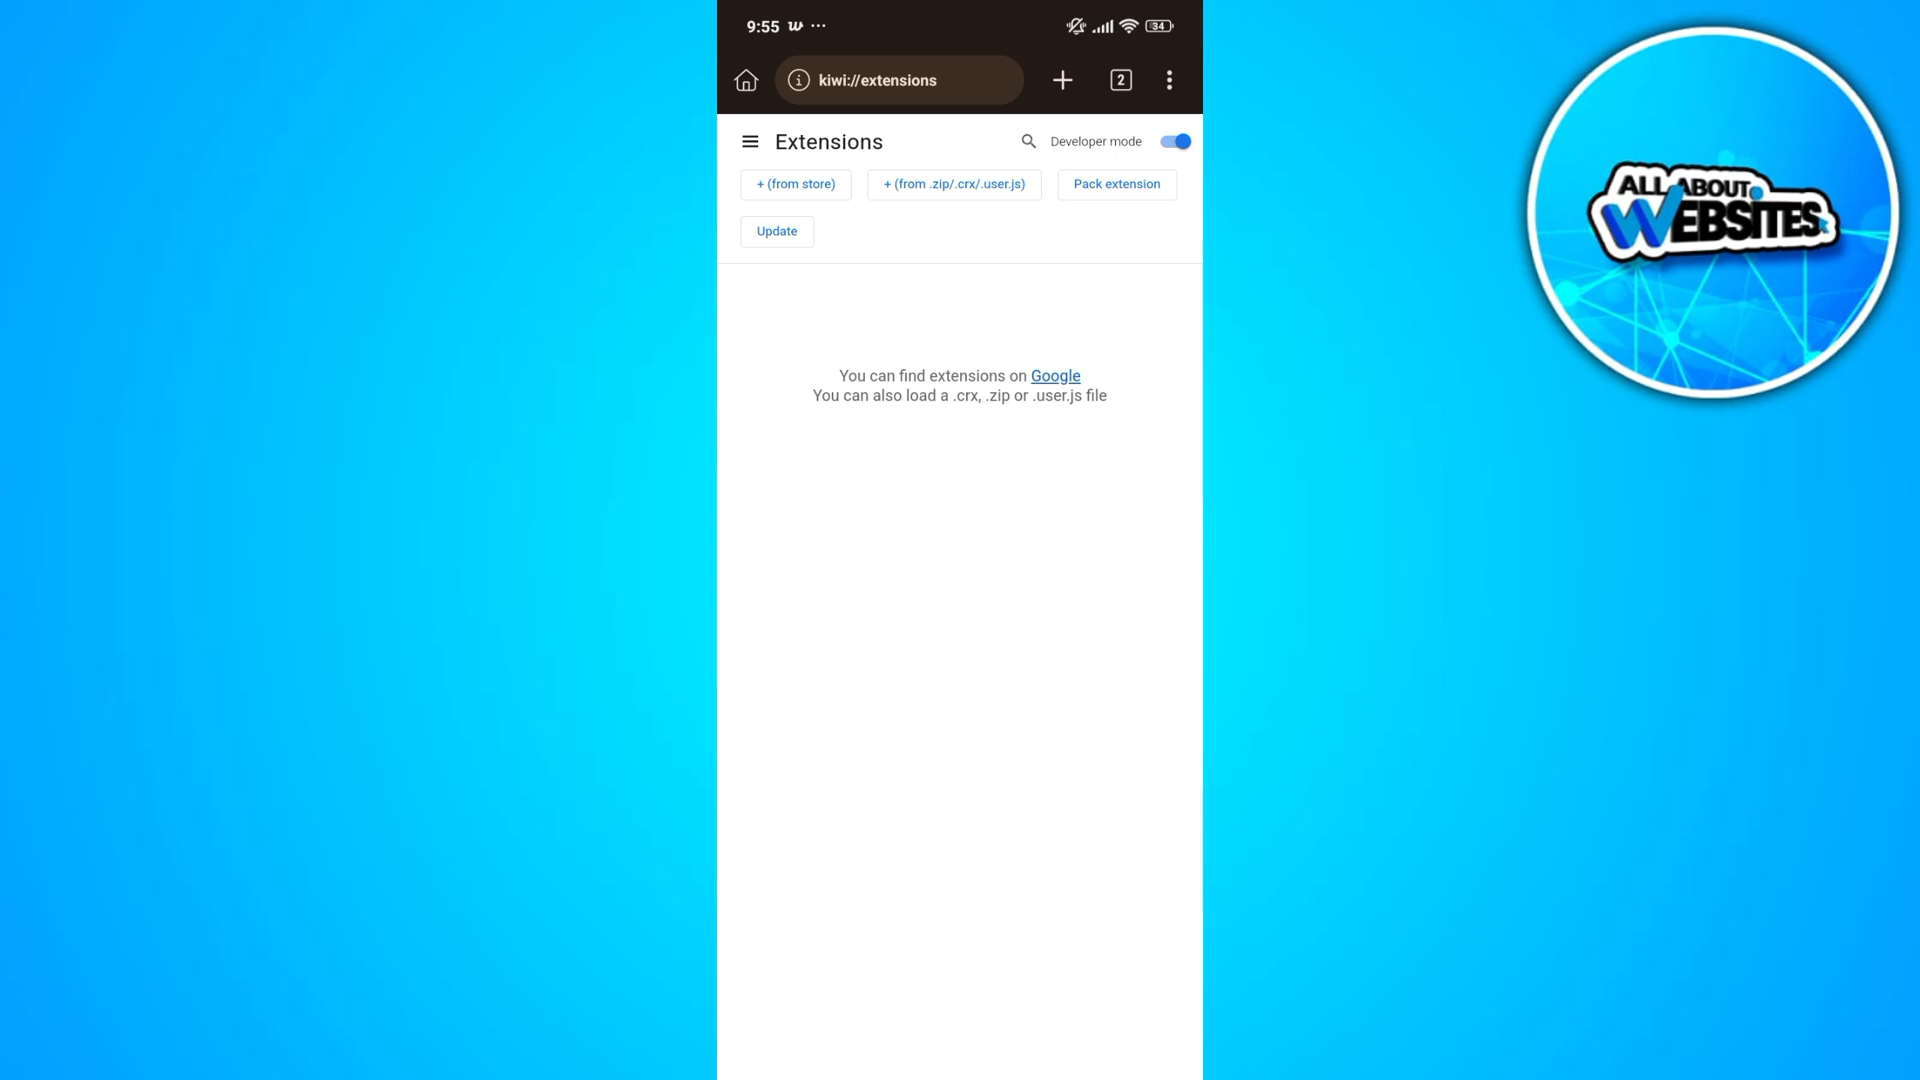 9:55
34
kiwi://extensions
2
Extensions
Developer mode
+ (from store)
+ (from .zip/.crx/.user.js)
Pack extension
Update
You can find extensions on Google
You can also load a .crx, .zip or .user.js file
ALL ABOUT
WEBSITES